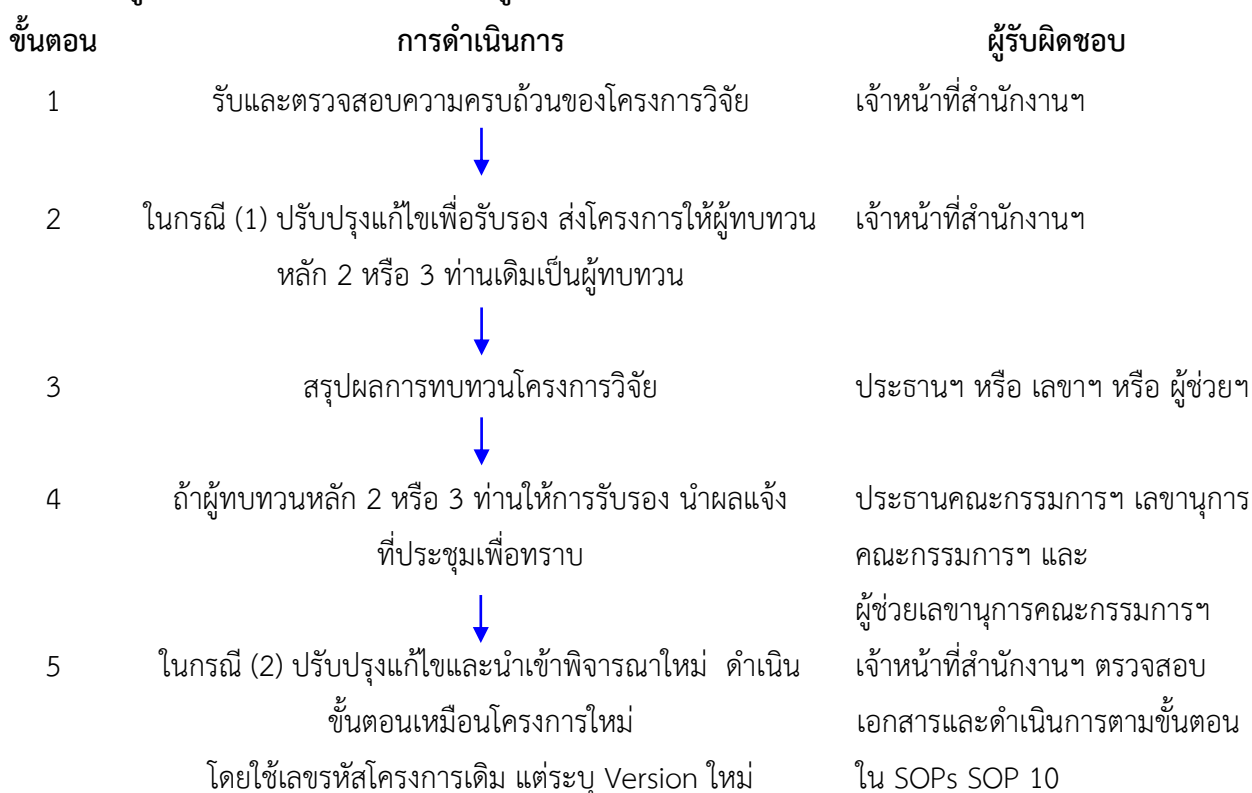 ขั้นตอน การดำเนินการ ผู้รับผิดชอบ
1 รับและตรวจสอบความครบถ้วนของโครงการวิจัย เจ้าหน้าที่สำนักงานฯ
2 ในกรณี (1) ปรับปรุงแก้ไขเพื่อรับรอง ส่งโครงการให้ผู้ทบทวน เจ้าหน้าที่สำนักงานฯ
หลัก 2 หรือ 3 ท่านเดิมเป็นผู้ทบทวน
3 สรุปผลการทบทวนโครงการวิจัย ประธานฯ หรือ เลขาฯ หรือ ผู้ช่วยฯ
4 ถ้าผู้ทบทวนหลัก 2 หรือ 3 ท่านให้การรับรอง นำผลแจ้ง ประธานคณะกรรมการฯ เลขานุการ
ที่ประชุมเพื่อทราบ คณะกรรมการฯ และ
ผู้ช่วยเลขานุการคณะกรรมการฯ
5 ในกรณี (2) ปรับปรุงแก้ไขและนำเข้าพิจารณาใหม่ ดำเนิน เจ้าหน้าที่สำนักงานฯ ตรวจสอบ
ขั้นตอนเหมือนโครงการใหม่ เอกสารและดำเนินการตามขั้นตอน
โดยใช้เลขรหัสโครงการเดิม แต่ระบุ Version ใหม่ ใน SOPs SOP 10